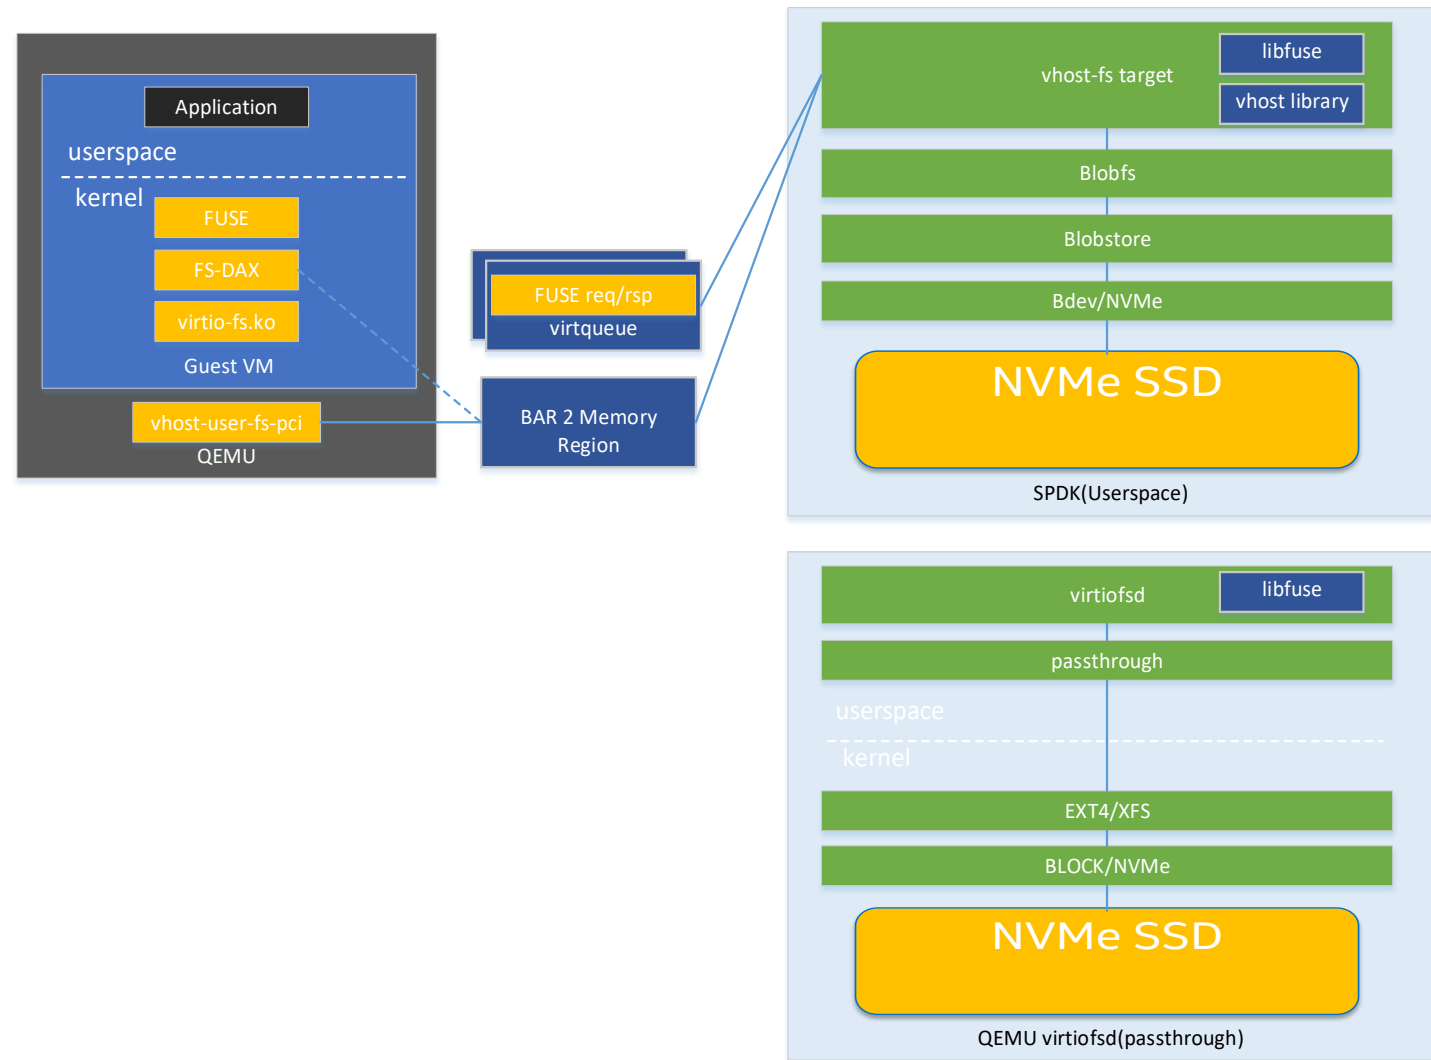 Application
userspace
kernel
FUSE
FS-DAX
virtio-fs.ko
Guest VM
vhost-user-fs-pci
QEMU
FUSE req/rsp
virtqueue
BAR 2 Memory
Region
vhost-fs target
libfuse
vhost library
Blobfs
Blobstore
Bdev/NVMe
NVMe SSD
SPDK(Userspace)
virtiofsd
libfuse
passthrough
userspace
kernel
EXT4/XFS
BLOCK/NVMe
NVMe SSD
QEMU virtiofsd(passthrough)